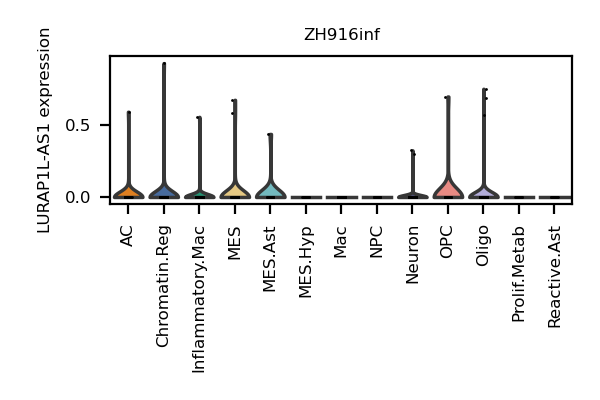 ZH916inf
LURAP1L-AS1 expression
0.5
0.0
AC
Chromatin.Reg
Inflammatory.Mac
MES
MES.Ast
MES.Hyp
Mac
NPC
Neuron
OPC
Oligo
Prolif.Metab
Reactive.Ast